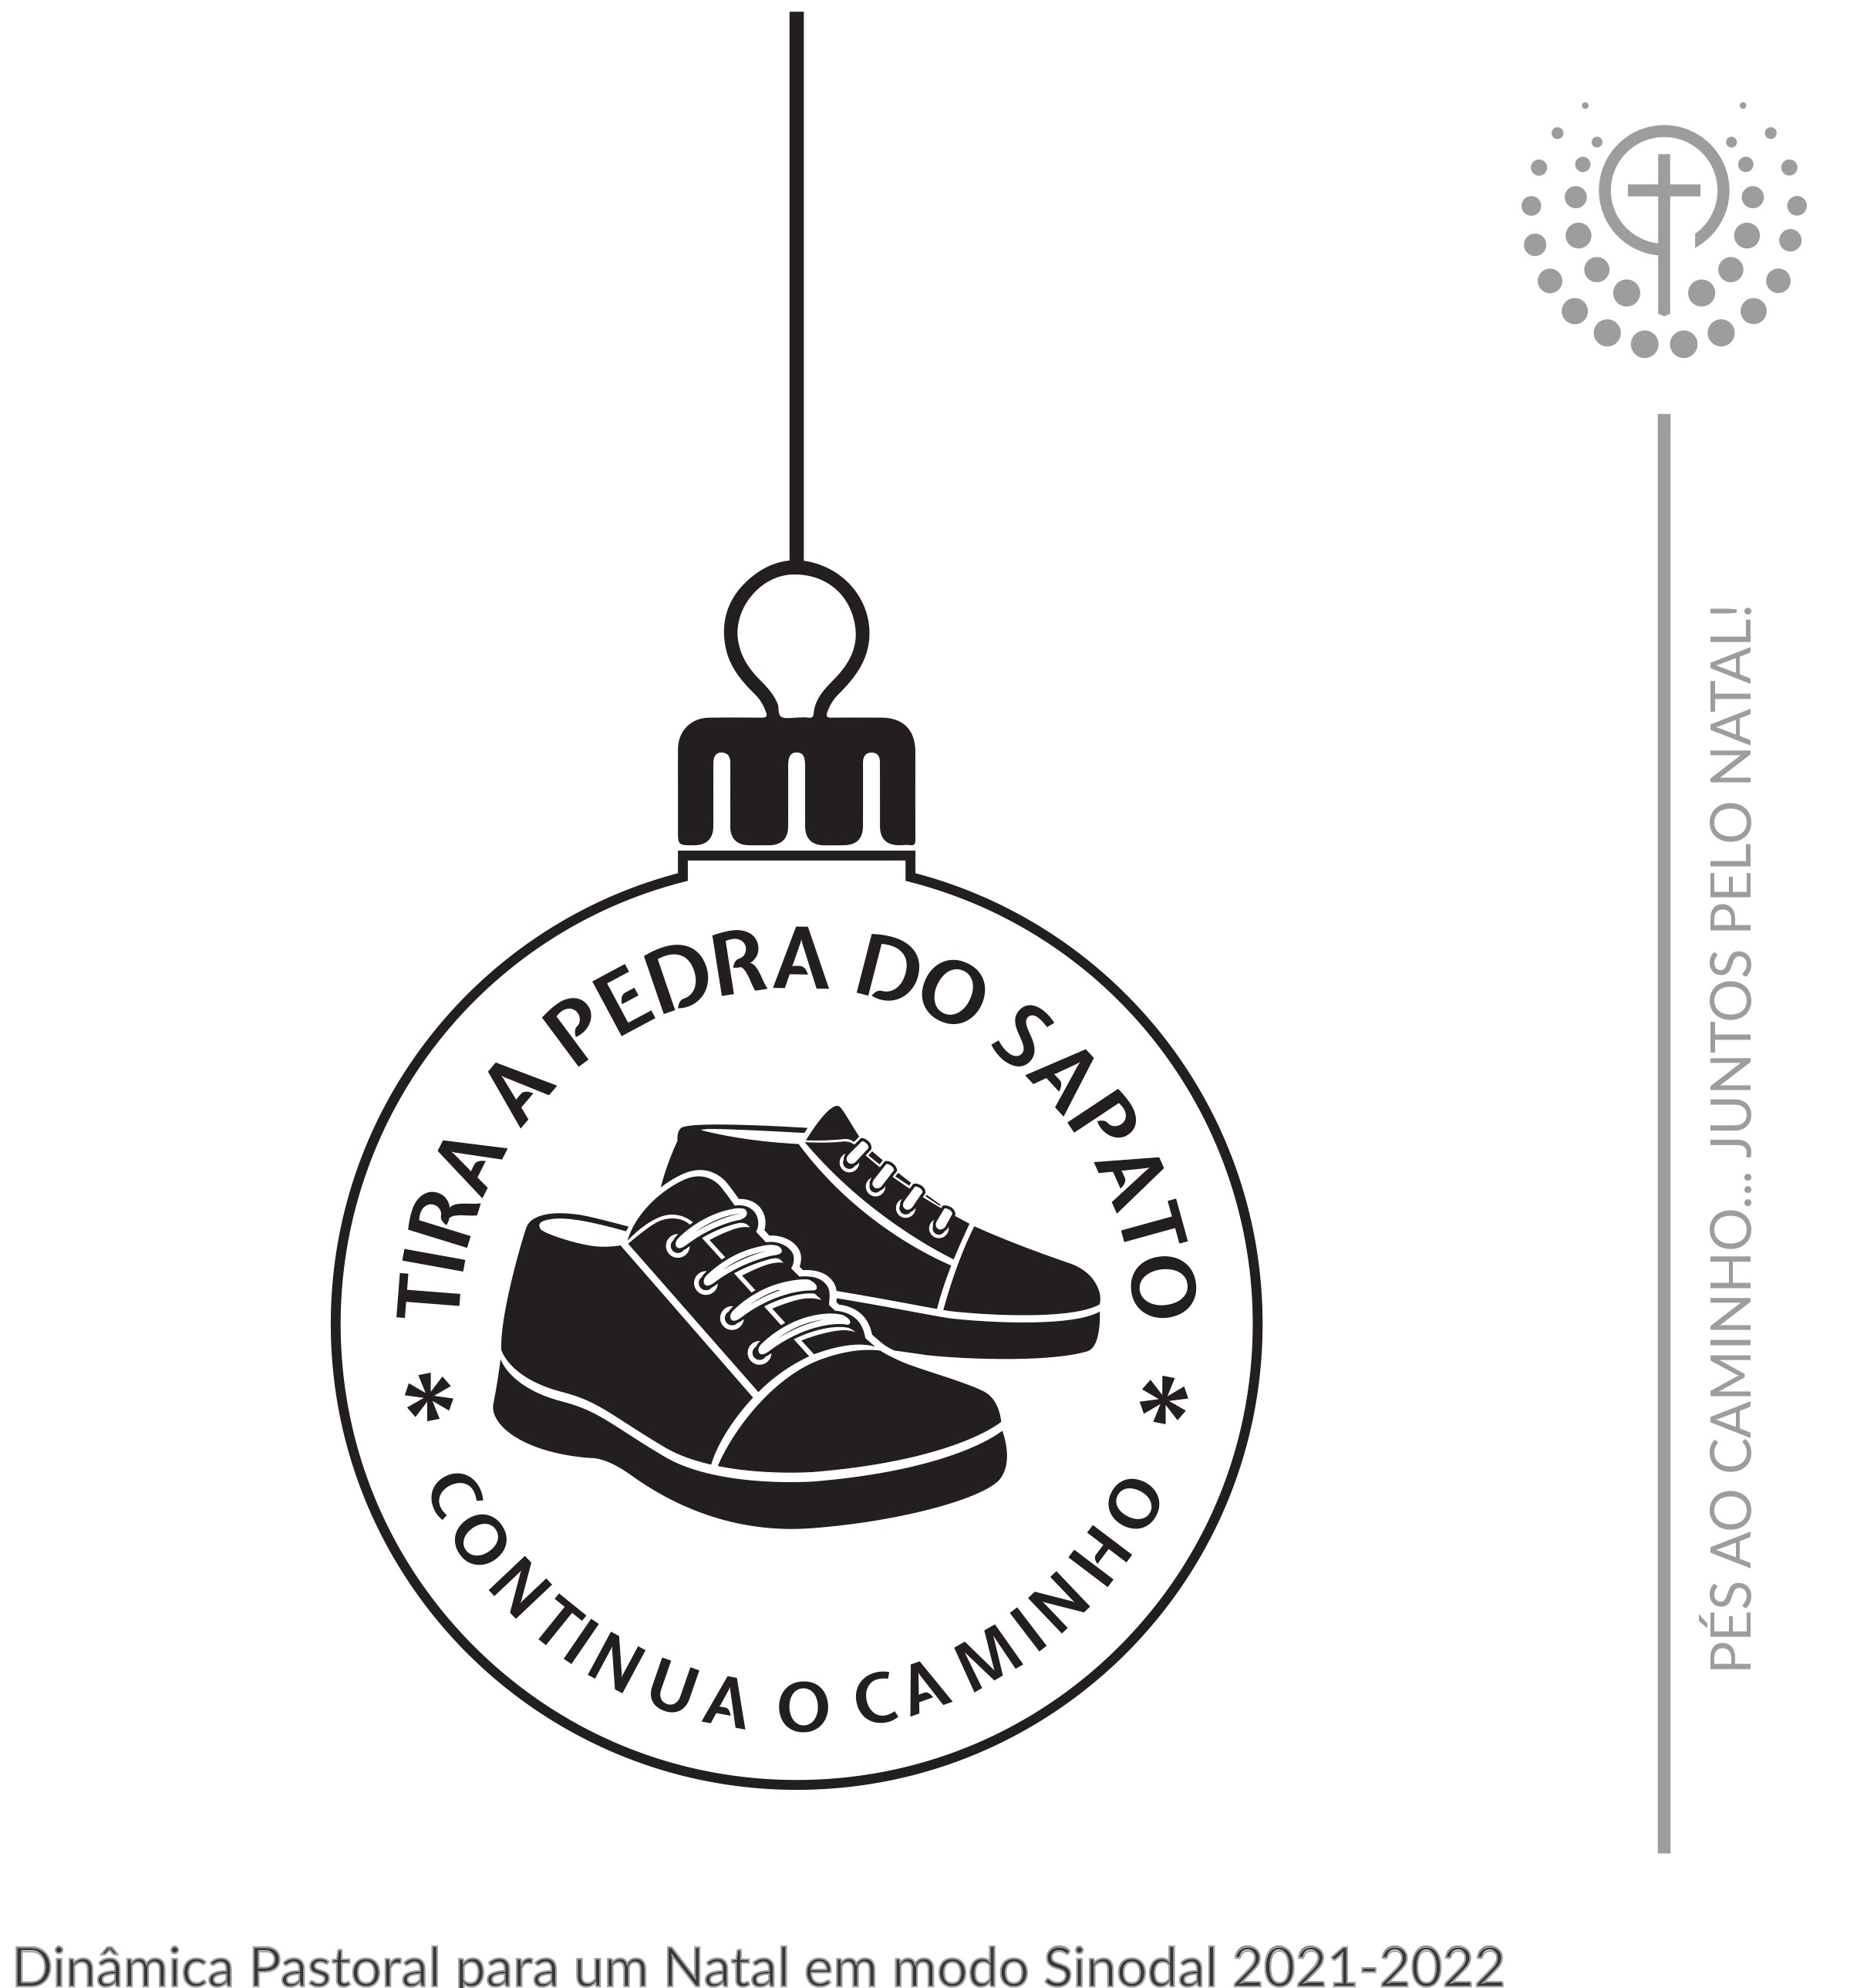 TIRA A PEDRA DO SAPATO
* *
CONTINUA O CAMINHO
PÉS AO CAMINHO... JUNTOS PELO NATAL!
Dinâmica Pastoral para um Natal em modo Sinodal 2021-2022